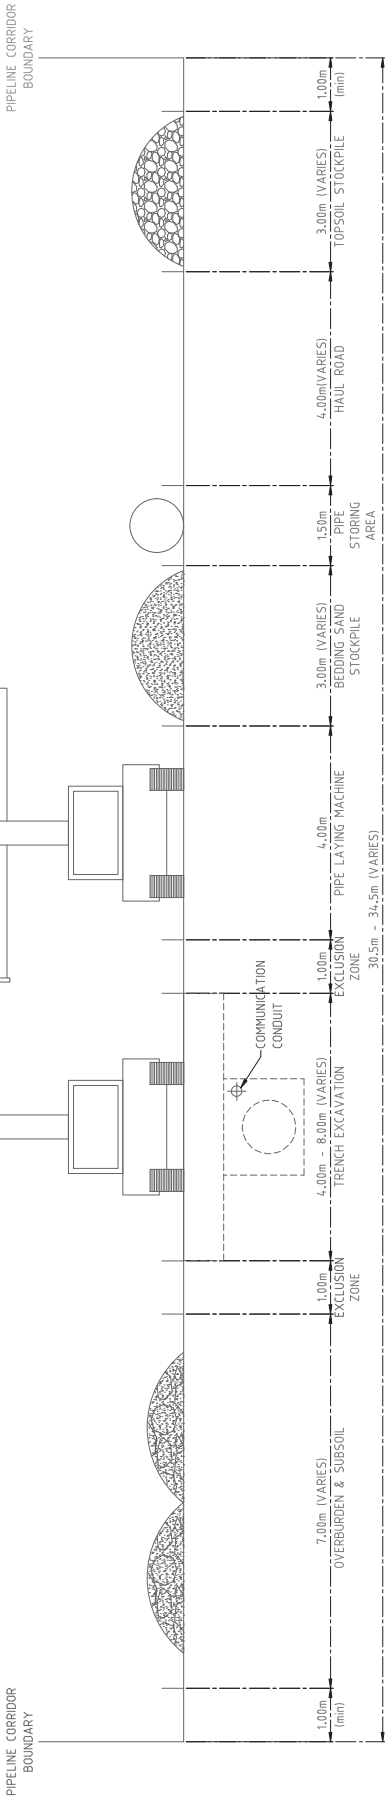 PIPELINE CORRIDOR
BOUNDARY
PIPELINE CORRIDOR
BOUNDARY
COMMUNICATION
CONDUIT
1.00m
(min)
7.00m (VARIES)
OVERBURDEN & SUBSOIL
1.00m
EXCLUSION
ZONE
4.00m - 8.00m (VARIES)
TRENCH EXCAVATION
1.00m
EXCLUSION
ZONE
4.00m
PIPE LAYING MACHINE
3.00m (VARIES)
BEDDING SAND
STOCKPILE
1.50m
PIPE
STORING
AREA
4.00m(VARIES)
HAUL ROAD
3.00m (VARIES)
TOPSOIL STOCKPILE
1.00m
(min)
30.5m - 34.5m (VARIES)